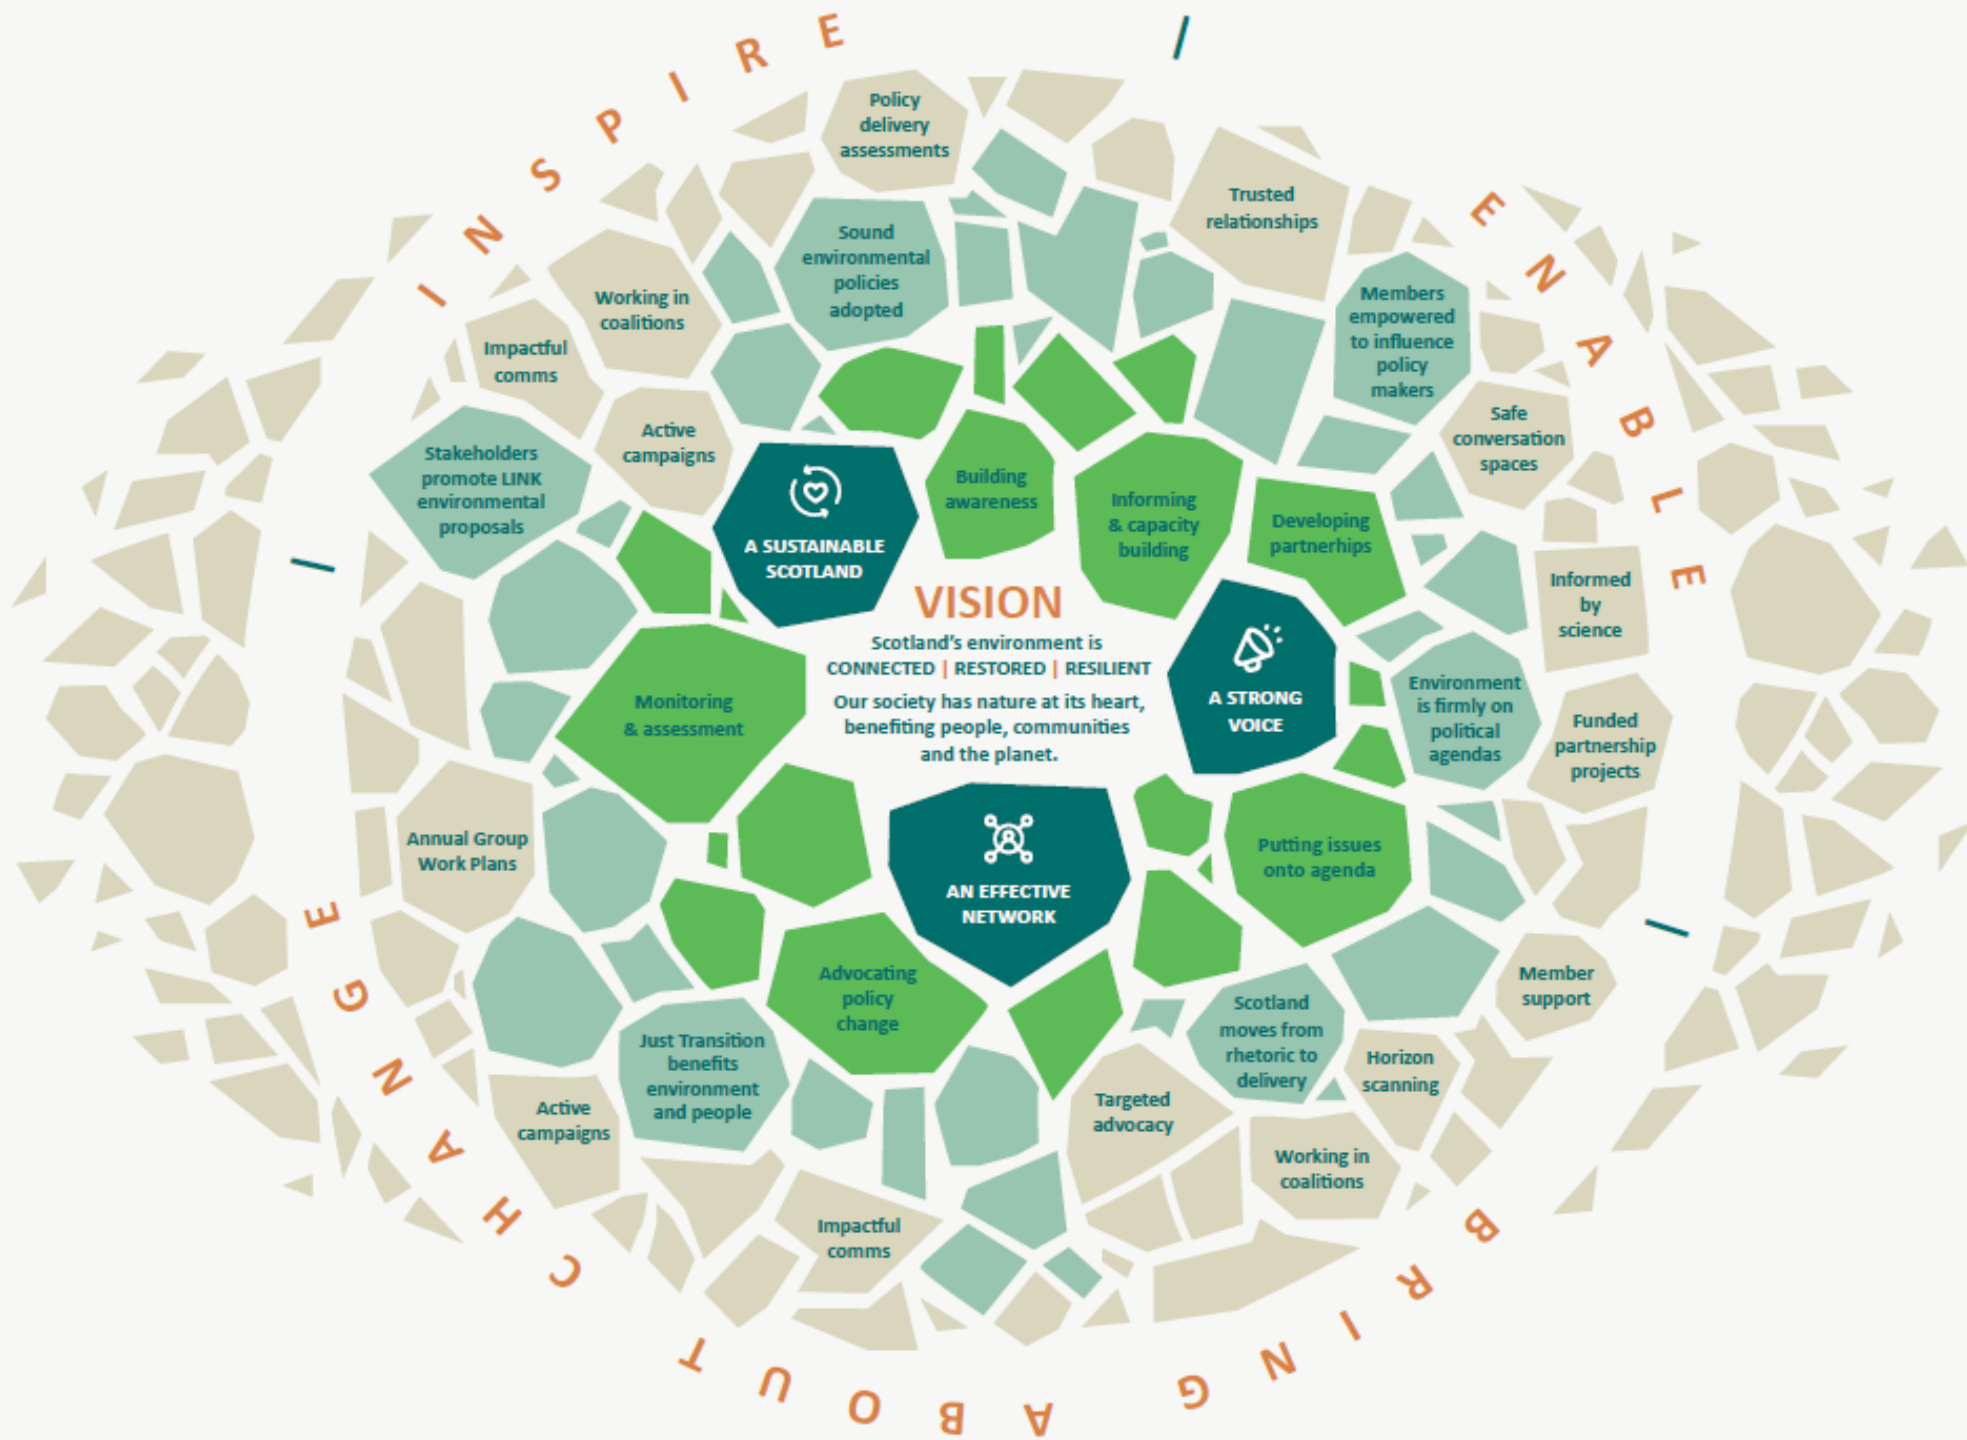 INSPIRE
/
ENABLE
/
BRING ABOUT CHANGE
/
Policy
delivery
assessments
Trusted
relationships
Sound
environmental
policies
adopted
Working in
coalitions
Members
empowered
to influence
policy
makers
Impactful
comms
Active
campaigns
Safe
conversation
spaces
Stakeholders
promote LINK
environmental
proposals
A SUSTAINABLE
SCOTLAND
Building
awareness
Informing
& capacity
building
Developing
partnerhips
Informed
by
science
VISION
Scotland's environment is
CONNECTED | RESTORED | RESILIENT
Our society has nature at its heart,
benefiting people, communities
and the planet.
Monitoring
& assessment
A STRONG
VOICE
Environment
is firmly on
political
agendas
Funded
partnership
projects
Annual Group
Work Plans
AN EFFECTIVE
NETWORK
Putting issues
onto agenda
Advocating
policy
change
Member
support
Scotland
moves from
rhetoric to
delivery
Horizon
scanning
Just Transition
benefits
environment
and people
Active
campaigns
Targeted
advocacy
Working in
coalitions
Impactful
comms